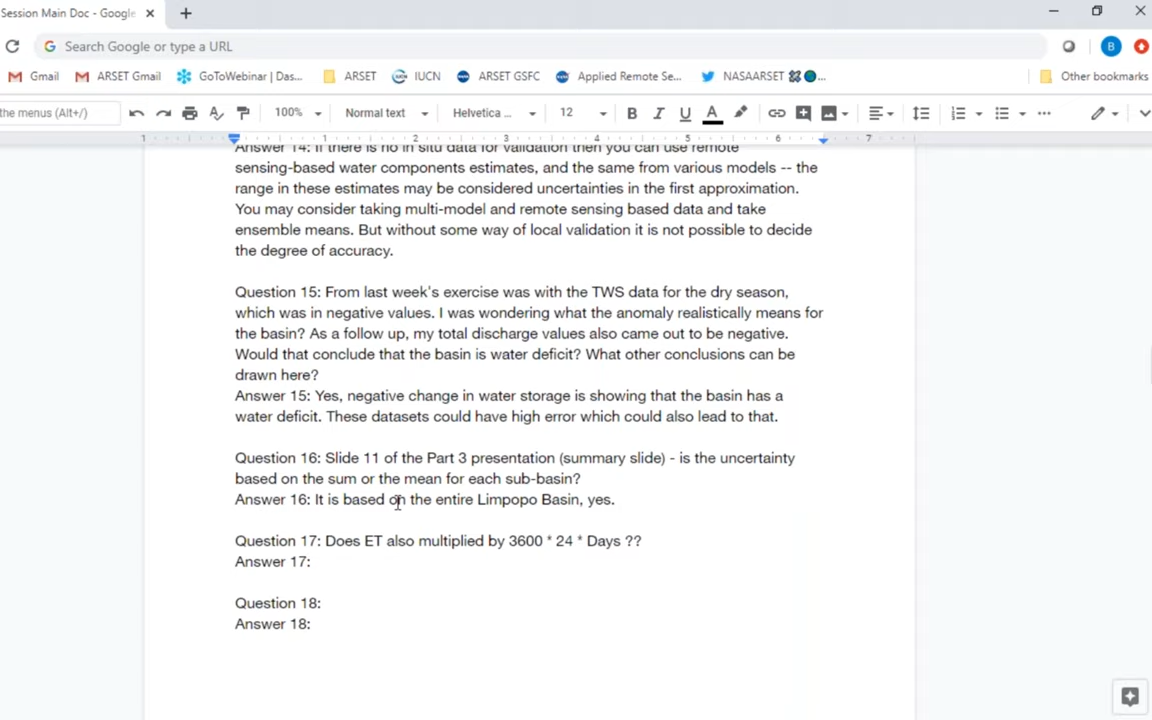 Session Main Doc - Google
Search Google or type a URL
B
Gmail
ARSET Gmail
GoToWebinar | Das...
ARSET
IUCN
ARSET GSFC
Applied Remote Se...
NASAARSET
Other bookmarks
the menus (Alt+/)
100%
Normal text
Helvetica ...
12
B I U A
1 1 2 3 4 5 6 7
Answer 14: If there is no in situ data for validation then you can use remote
sensing-based water components estimates, and the same from various models -- the
range in these estimates may be considered uncertainties in the first approximation.
You may consider taking multi-model and remote sensing based data and take
ensemble means. But without some way of local validation it is not possible to decide
the degree of accuracy.
Question 15: From last week's exercise was with the TWS data for the dry season,
which was in negative values. I was wondering what the anomaly realistically means for
the basin? As a follow up, my total discharge values also came out to be negative.
Would that conclude that the basin is water deficit? What other conclusions can be
drawn here?
Answer 15: Yes, negative change in water storage is showing that the basin has a
water deficit. These datasets could have high error which could also lead to that.
Question 16: Slide 11 of the Part 3 presentation (summary slide) - is the uncertainty
based on the sum or the mean for each sub-basin?
Answer 16: It is based on the entire Limpopo Basin, yes.
Question 17: Does ET also multiplied by 3600 * 24 * Days ??
Answer 17:
Question 18:
Answer 18: